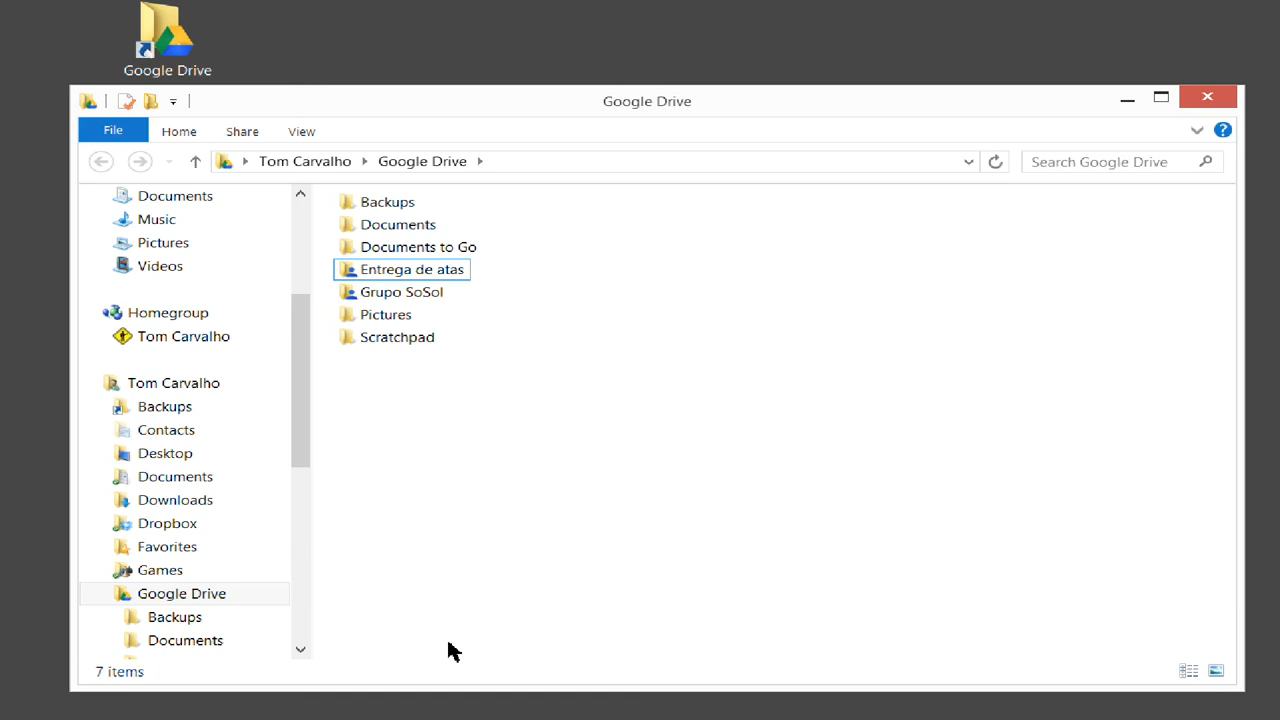 Google Drive
Google Drive
File Home Share View
Tom Carvalho Google Drive Search Google Drive
Documents
Music
Pictures
Videos
Homegroup
Tom Carvalho
Tom Carvalho
Backups
Contacts
Desktop
Documents
Downloads
Dropbox
Favorites
Games
Google Drive
Backups
Documents
Backups
Documents
Documents to Go
Entrega de atas
Grupo SoSol
Pictures
Scratchpad
7 items